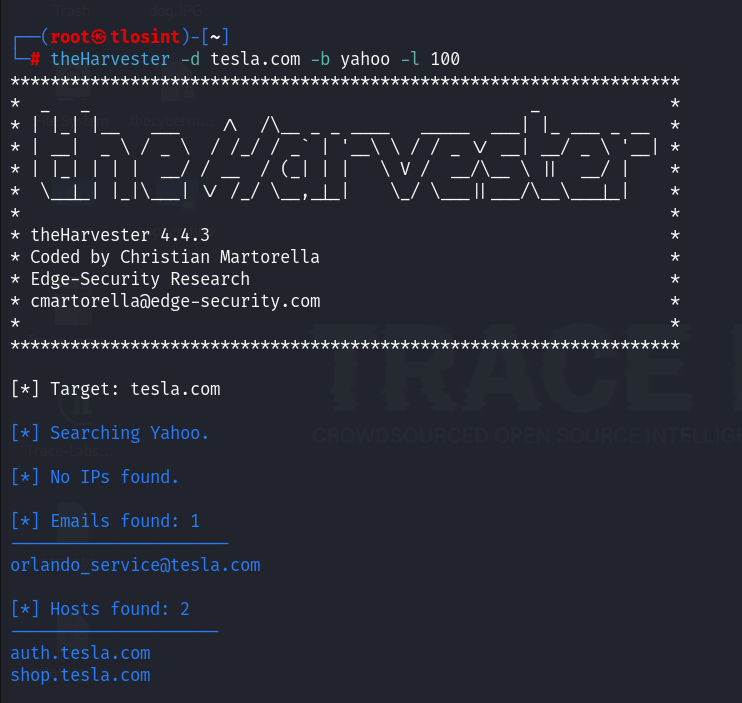 ┌──(root㉿tlosint)-[~]
└─# theHarvester -d tesla.com -b yahoo -l 100
*******************************************************************
*  _   _                                            _             *
* | |_| |__   ___    /\  /\__ _ _ ____   _____  ___| |_ ___ _ __  *
* | __|  _ \ / _ \  / /_/ / _` | '__\ \ / / _ \/ __| __/ _ \ '__| *
* | |_| | | |  __/ / __  / (_| | |   \ V /  __/\__ \ ||  __/ |    *
*  \__|_| |_|\___| \/ /_/ \__,_|_|    \_/ \___||___/\__\___|_|    *
*                                                                 *
* theHarvester 4.4.3                                              *
* Coded by Christian Martorella                                   *
* Edge-Security Research                                          *
* cmartorella@edge-security.com                                   *
*                                                                 *
*******************************************************************
[*] Target: tesla.com
[*] Searching Yahoo.
[*] No IPs found.
[*] Emails found: 1
----------------------
orlando_service@tesla.com
[*] Hosts found: 2
---------------------
auth.tesla.com
shop.tesla.com
Trash
dog.JPG
TRACE
CROWDSOURCED OPEN SOURCE